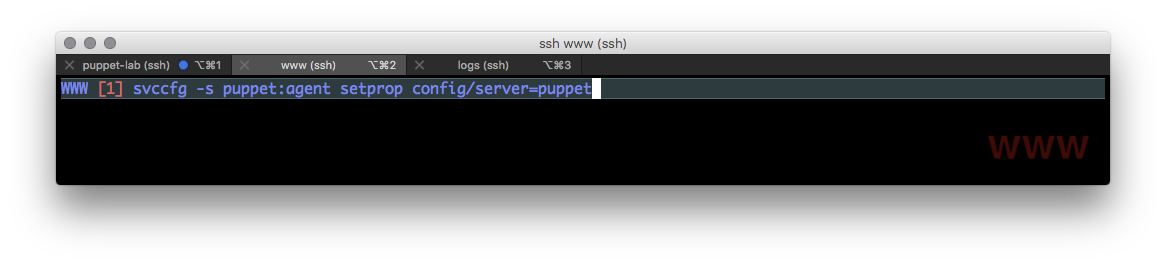 ssh www (ssh)
puppet-lab (ssh) ⌥⌘1 www (ssh) ⌥⌘2 logs (ssh) ⌥⌘3
WWW [1] svccfg -s puppet:agent setprop config/server=puppet
www